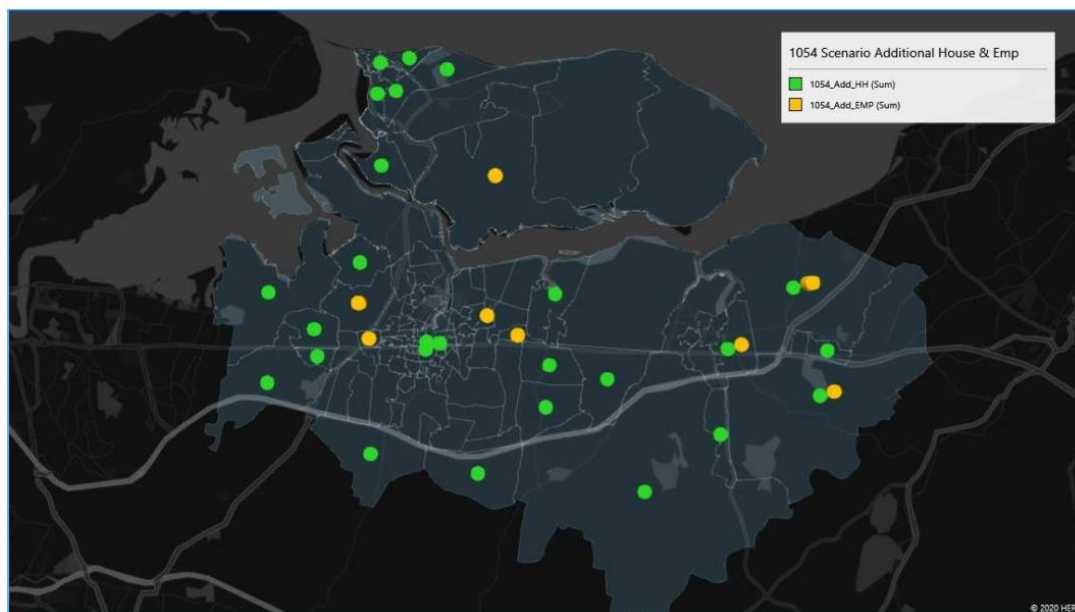 1054 Scenario Additional House & Emp
1054_Add_HH (Sum)
1054_Add_EMP (Sum)
© 2020 HER